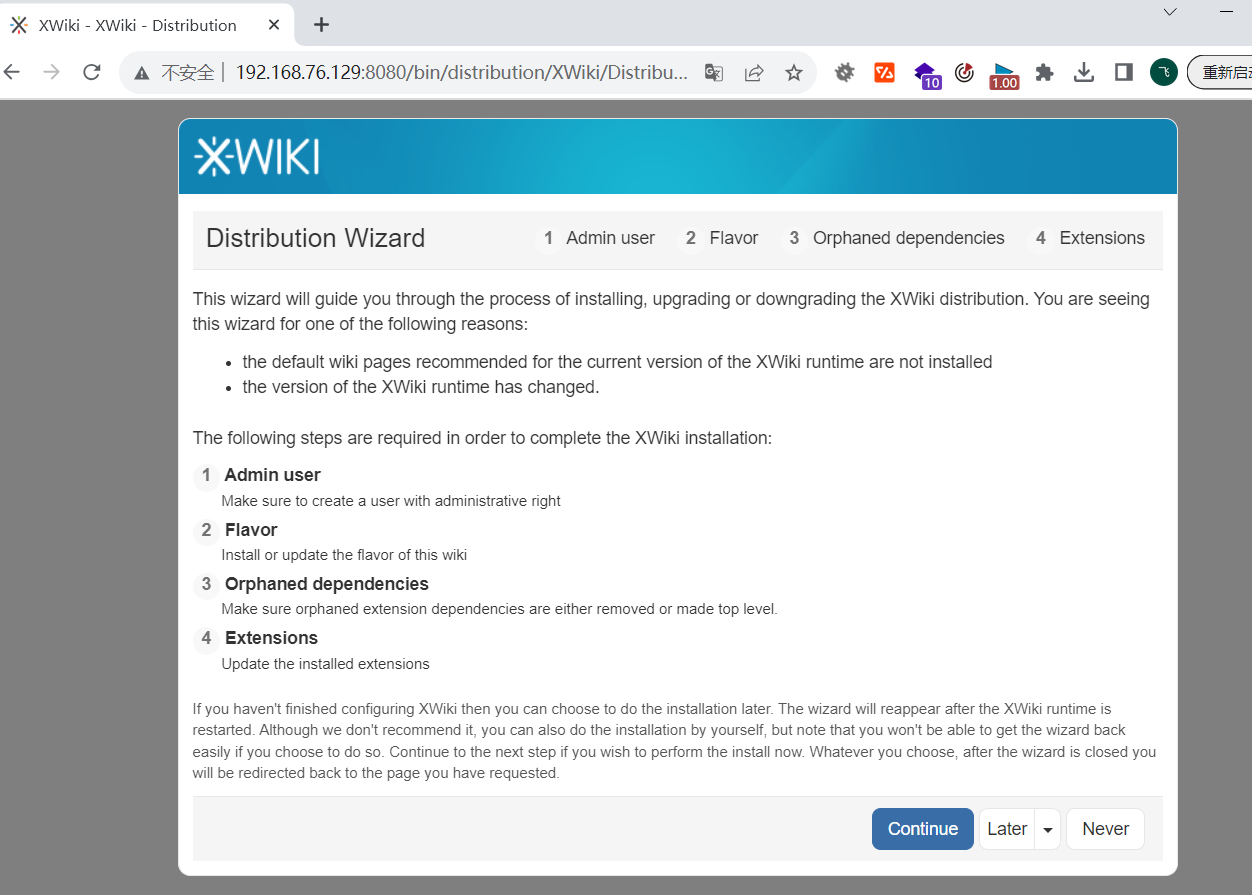 XWiki - XWiki - Distribution
不安全 192.168.76.129:8080/bin/distribution/XWiki/Distribu...
10
1.00
重新启动
XWIKI
Distribution Wizard 1 Admin user 2 Flavor 3 Orphaned dependencies 4 Extensions
This wizard will guide you through the process of installing, upgrading or downgrading the XWiki distribution. You are seeing
this wizard for one of the following reasons:
• the default wiki pages recommended for the current version of the XWiki runtime are not installed
• the version of the XWiki runtime has changed.
The following steps are required in order to complete the XWiki installation:
1 Admin user
Make sure to create a user with administrative right
2 Flavor
Install or update the flavor of this wiki
3 Orphaned dependencies
Make sure orphaned extension dependencies are either removed or made top level.
4 Extensions
Update the installed extensions
If you haven't finished configuring XWiki then you can choose to do the installation later. The wizard will reappear after the XWiki runtime is
restarted. Although we don't recommend it, you can also do the installation by yourself, but note that you won't be able to get the wizard back
easily if you choose to do so. Continue to the next step if you wish to perform the install now. Whatever you choose, after the wizard is closed you
will be redirected back to the page you have requested.
Continue Later Never